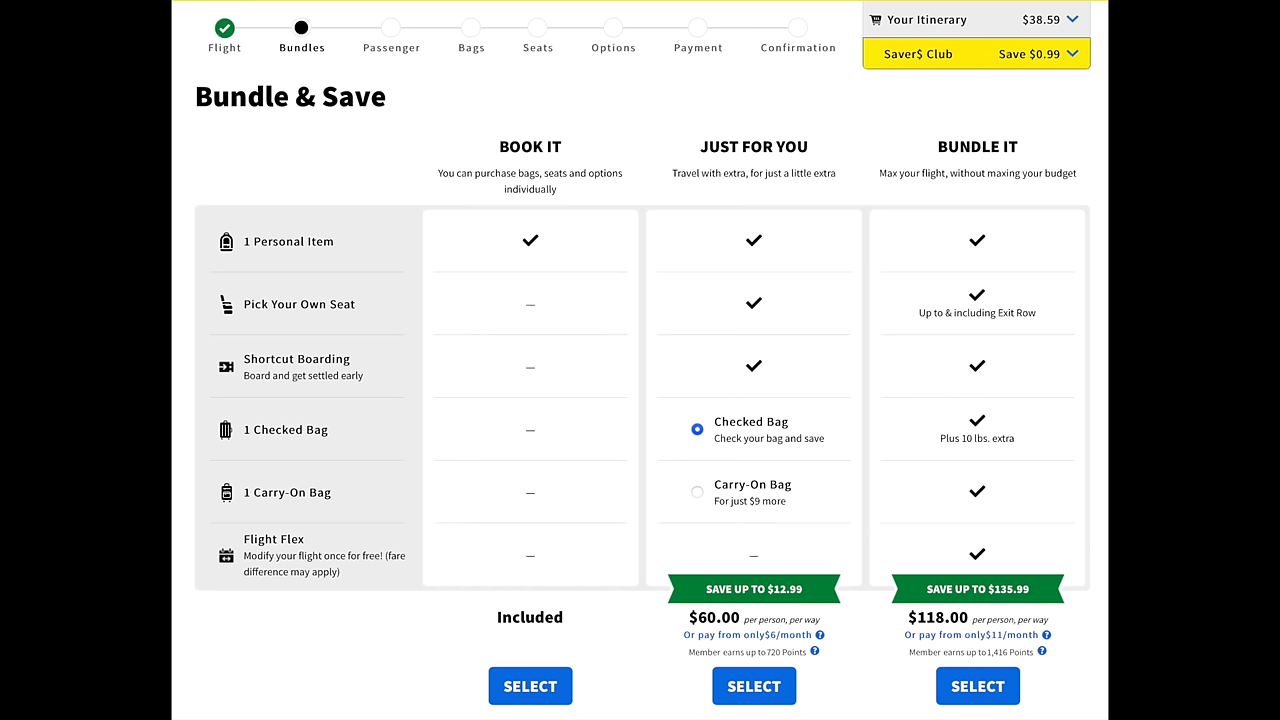 Your Itinerary $38.59
Saver$ Club Save $0.99
Flight Bundles Passenger Bags Seats Options Payment Confirmation
Bundle & Save
BOOK IT JUST FOR YOU BUNDLE IT
You can purchase bags, seats and options
individually
Travel with extra, for just a little extra
Max your flight, without maxing your budget
1 Personal Item
Pick Your Own Seat –
Up to & including Exit Row
Shortcut Boarding
Board and get settled early
–
1 Checked Bag –
Checked Bag
Check your bag and save
Plus 10 lbs. extra
1 Carry-On Bag –
Carry-On Bag
For just $9 more
Flight Flex
Modify your flight once for free! (fare
difference may apply)
– –
SAVE UP TO $12.99 SAVE UP TO $135.99
Included
$60.00 per person, per way
Or pay from only$6/month ?
Member earns up to 720 Points ?
$118.00 per person, per way
Or pay from only$11/month ?
Member earns up to 1,416 Points ?
SELECT SELECT SELECT